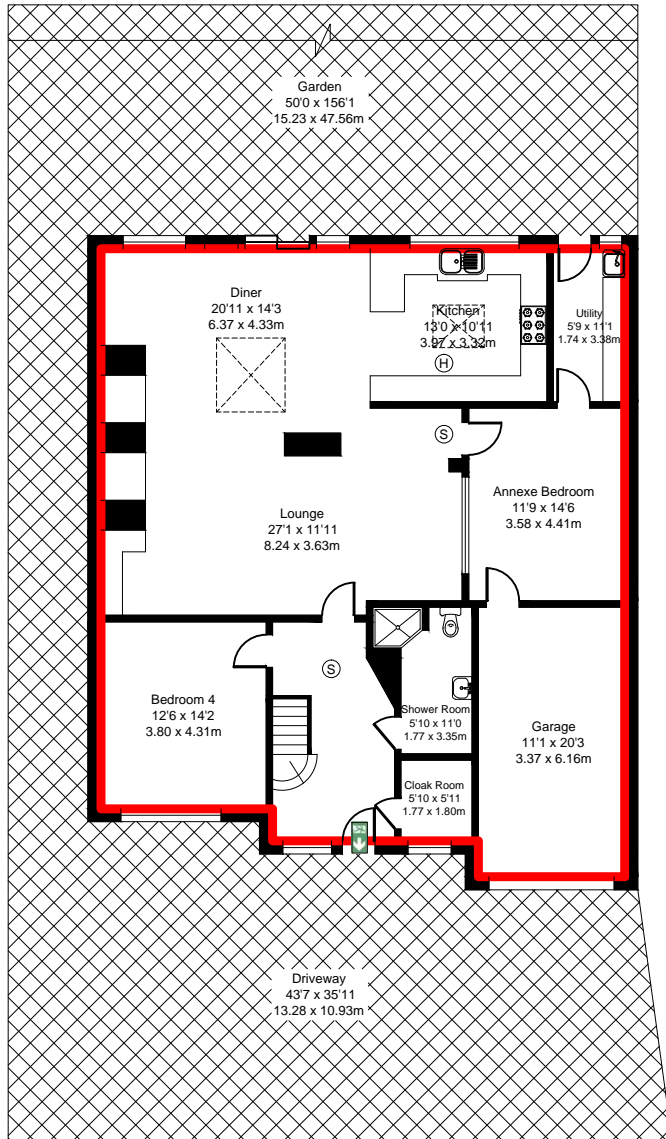 Garden
50'0 x 156'1
15.23 x 47.56m
Diner
20'11 x 14'3
6.37 x 4.33m
Kitchen
13'0 x 10'11
3.97 x 3.32m
H
Utility
5'9 x 11'1
1.74 x 3.38m
S
Annexe Bedroom
11'9 x 14'6
3.58 x 4.41m
Lounge
27'1 x 11'11
8.24 x 3.63m
S
Bedroom 4
12'6 x 14'2
3.80 x 4.31m
Shower Room
5'10 x 11'0
1.77 x 3.35m
Garage
11'1 x 20'3
3.37 x 6.16m
Cloak Room
5'10 x 5'11
1.77 x 1.80m
Driveway
43'7 x 35'11
13.28 x 10.93m